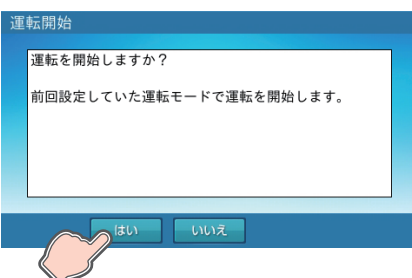 運転開始
運転を開始しますか？
前回設定していた運転モードで運転を開始します。
はい
いいえ